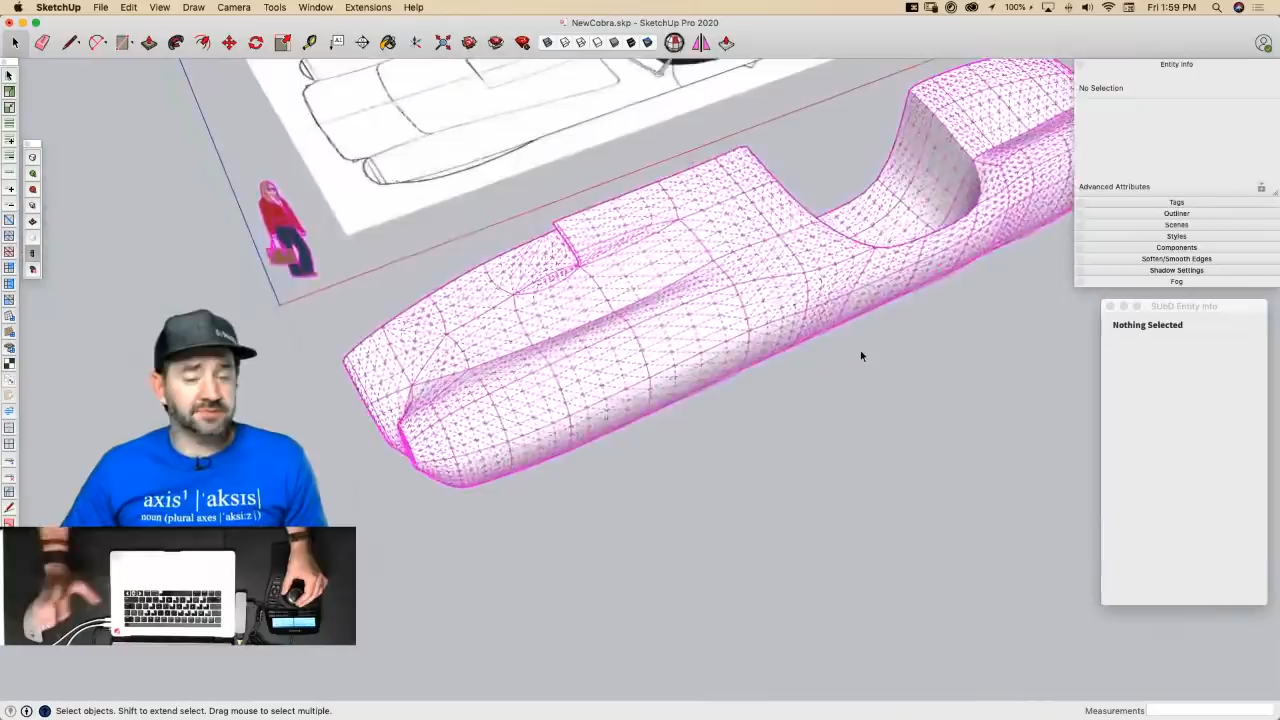 SketchUp File Edit View Draw Camera Tools Window Extensions Help
100% Fri 1:59 PM
NewCobra.skp - SketchUp Pro 2020
Entity Info
No Selection
Advanced Attributes
Tags
Outliner
Scenes
Styles
Components
Soften/Smooth Edges
Shadow Settings
Fog
SUbD Entity Info
Nothing Selected
axis¹ |ˈaksɪs|
noun (plural axes |ˈaksiːz|)
Select objects. Shift to extend select. Drag mouse to select multiple.
Measurements